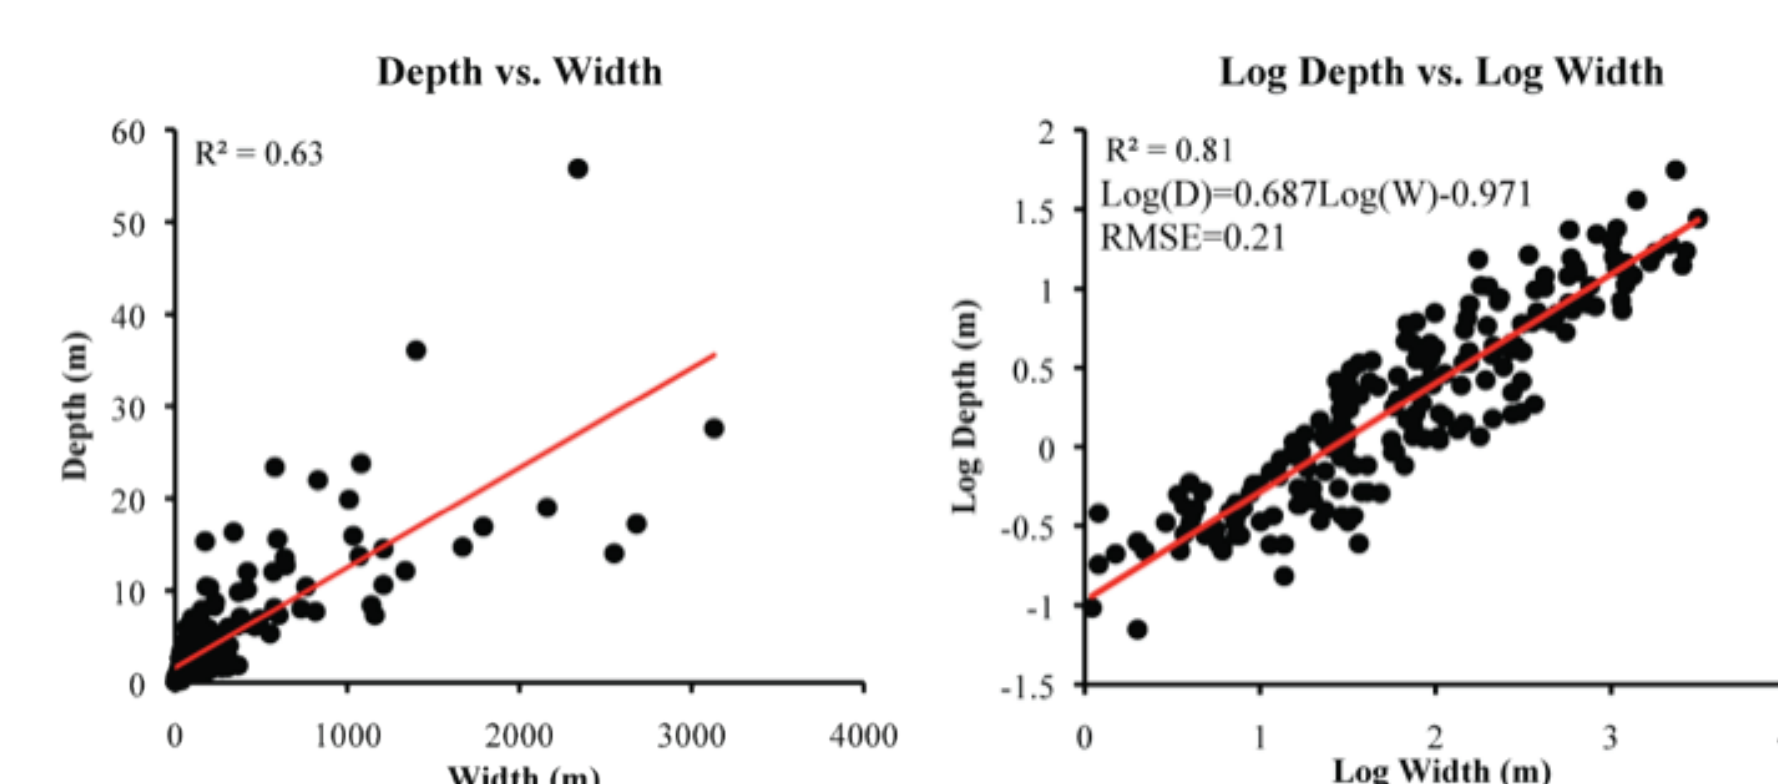 Depth vs. Width
R² = 0.63
60
50
40
30
20
10
0
Depth (m)
0 1000 2000 3000 4000
Width (m)
Log Depth vs. Log Width
R² = 0.81
Log(D)=0.687Log(W)-0.971
RMSE=0.21
2
1.5
1
0.5
0
-0.5
-1
-1.5
Log Depth (m)
0 1 2 3
Log Width (m)